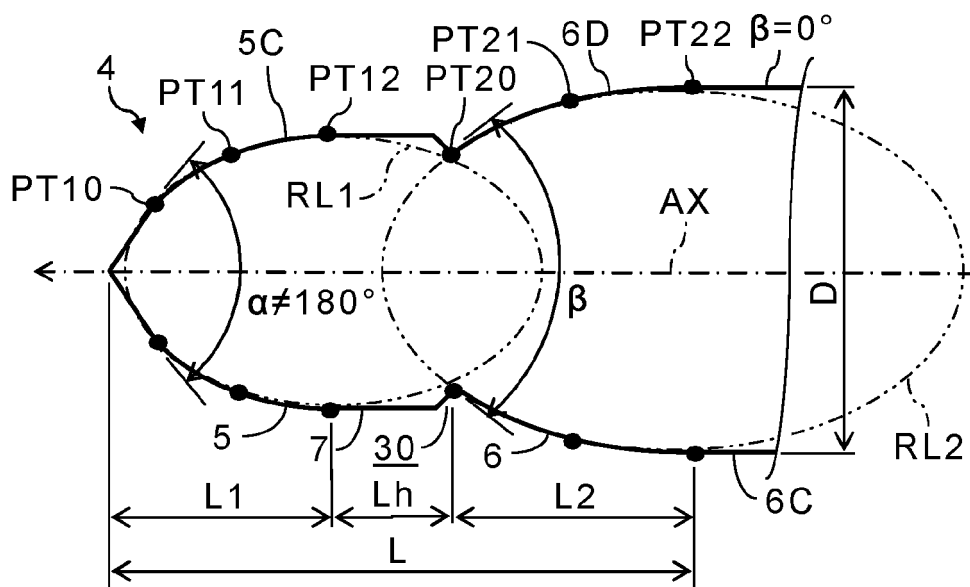 4
5C
PT21
6D
PT22
β=0°
PT11
PT12
PT20
PT10
RL1
AX
α≠180°
β
D
5
7
30
6
RL2
L1
Lh
L2
6C
L